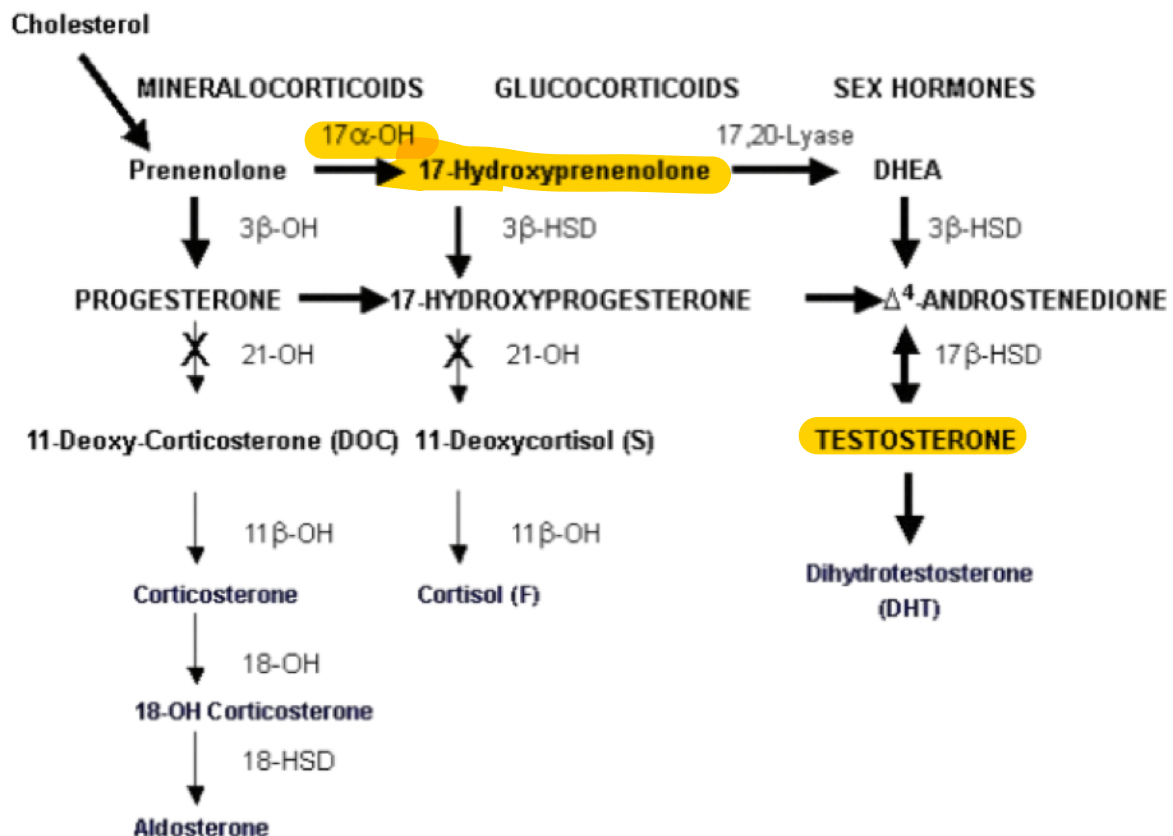 Cholesterol
MINERALOCORTICOIDS GLUCOCORTICOIDS SEX HORMONES
17α-OH 17,20-Lyase
Prenenolone 17-Hydroxyprenenolone DHEA
3β-OH 3β-HSD 3β-HSD
PROGESTERONE 17-HYDROXYPROGESTERONE Δ⁴-ANDROSTENEDIONE
X 21-OH X 21-OH 17β-HSD
11-Deoxy-Corticosterone (DOC) 11-Deoxycortisol (S) TESTOSTERONE
11β-OH 11β-OH
Corticosterone Cortisol (F) Dihydrotestosterone
(DHT)
18-OH
18-OH Corticosterone
18-HSD
Aldosterone